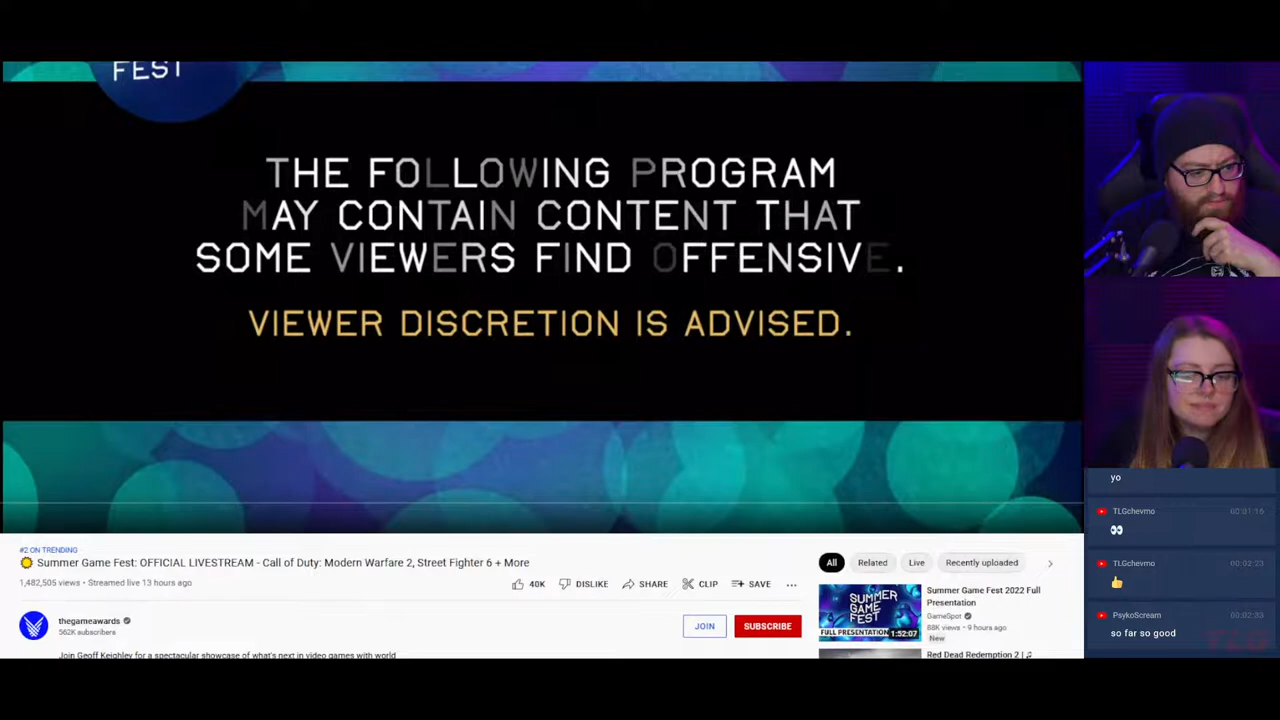 FEST
THE FOLLOWING PROGRAM
MAY CONTAIN CONTENT THAT
SOME VIEWERS FIND OFFENSIVE.
VIEWER DISCRETION IS ADVISED.
#2 ON TRENDING
Summer Game Fest: OFFICIAL LIVESTREAM - Call of Duty: Modern Warfare 2, Street Fighter 6 + More
1,482,505 views • Streamed live 13 hours ago
40K
DISLIKE
SHARE
CLIP
SAVE
thegameawards
562K subscribers
JOIN
SUBSCRIBE
Join Geoff Keighley for a spectacular showcase of what's next in video games with world
All
Related
Live
Recently uploaded
SUMMER
GAME
FEST
FULL PRESENTATION
1:52:07
Summer Game Fest 2022 Full
Presentation
GameSpot
88K views • 9 hours ago
New
Red Dead Redemption 2 | ♫
yo
TLGchevmo
00:01:16
👀
TLGchevmo
00:02:23
👍
PsykoScream
00:02:33
so far so good
TLG